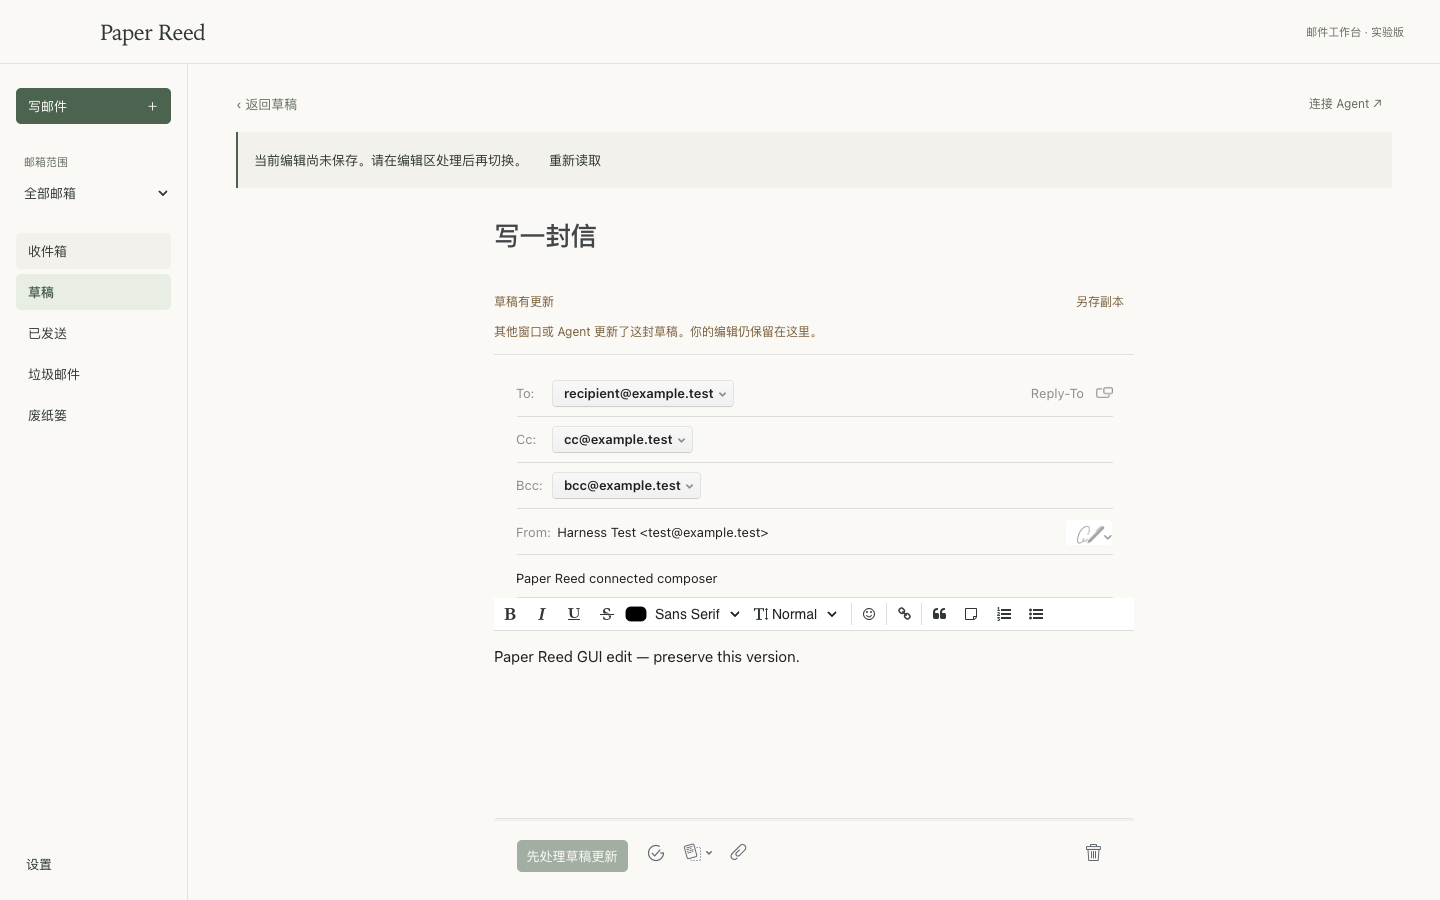 Paper Reed
邮件工作台 · 实验版
写邮件 +
邮箱范围
全部邮箱
收件箱
草稿
已发送
垃圾邮件
废纸篓
设置
‹ 返回草稿
连接 Agent ↗
当前编辑尚未保存。请在编辑区处理后再切换。 重新读取
写一封信
草稿有更新 另存副本
其他窗口或 Agent 更新了这封草稿。你的编辑仍保留在这里。
To: recipient@example.test Reply-To
Cc: cc@example.test
Bcc: bcc@example.test
From: Harness Test <test@example.test>
Paper Reed connected composer
B I U S Sans Serif Normal
Paper Reed GUI edit — preserve this version.
先处理草稿更新